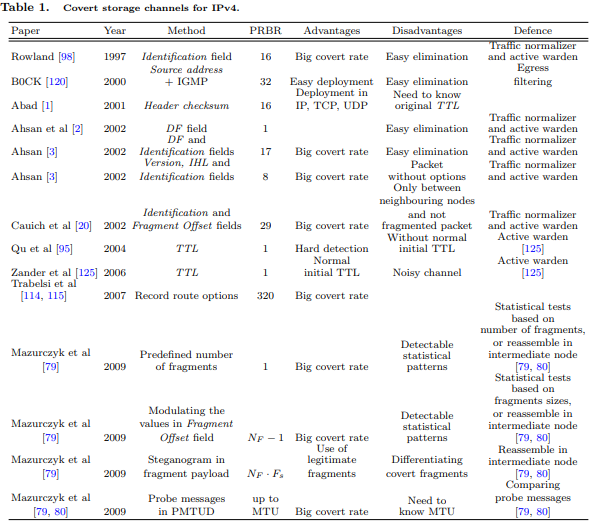 Table 1. Covert storage channels for IPv4.
Paper Year Method PRBR Advantages Disadvantages Defence
Traffic normalizer
Rowland [98] 1997 Identification field 16 Big covert rate Easy elimination and active warden
Source address Egress
B0CK [120] 2000 + IGMP 32 Easy deployment Easy elimination filtering
Deployment in Need to know
Abad [1] 2001 Header checksum 16 IP, TCP, UDP original TTL
Traffic normalizer
Ahsan et al [2] 2002 DF field 1 Easy elimination and active warden
DF and Traffic normalizer
Ahsan [3] 2002 Identification fields 17 Big covert rate Easy elimination and active warden
Version, IHL and Packet Traffic normalizer
Ahsan [3] 2002 Identification fields 8 Big covert rate without options and active warden
Only between
neighbouring nodes
Identification and and not Traffic normalizer
Cauich et al [20] 2002 Fragment Offset fields 29 Big covert rate fragmented packet and active warden
Without normal Active warden
Qu et al [95] 2004 TTL 1 Hard detection initial TTL [125]
Normal Active warden
Zander et al [125] 2006 TTL 1 initial TTL Noisy channel [125]
Trabelsi et al
[114, 115] 2007 Record route options 320 Big covert rate
Statistical tests
based on
number of fragments,
Detectable or reassemble in
Mazurczyk et al Predefined number statistical intermediate node
[79] 2009 of fragments 1 Big covert rate patterns [79, 80]
Statistical tests
based on
fragments sizes,
Modulating the Detectable or reassemble in
Mazurczyk et al values in Fragment statistical intermediate node
[79] 2009 Offset field N_F − 1 Big covert rate patterns [79, 80]
Use of Reassemble in
Mazurczyk et al Steganogram in legitimate Differentiating intermediate node
[79] 2009 fragment payload N_F · F_s fragments covert fragments [79, 80]
Comparing
Mazurczyk et al Probe messages up to Need to probe messages
[79, 80] 2009 in PMTUD MTU Big covert rate know MTU [79, 80]